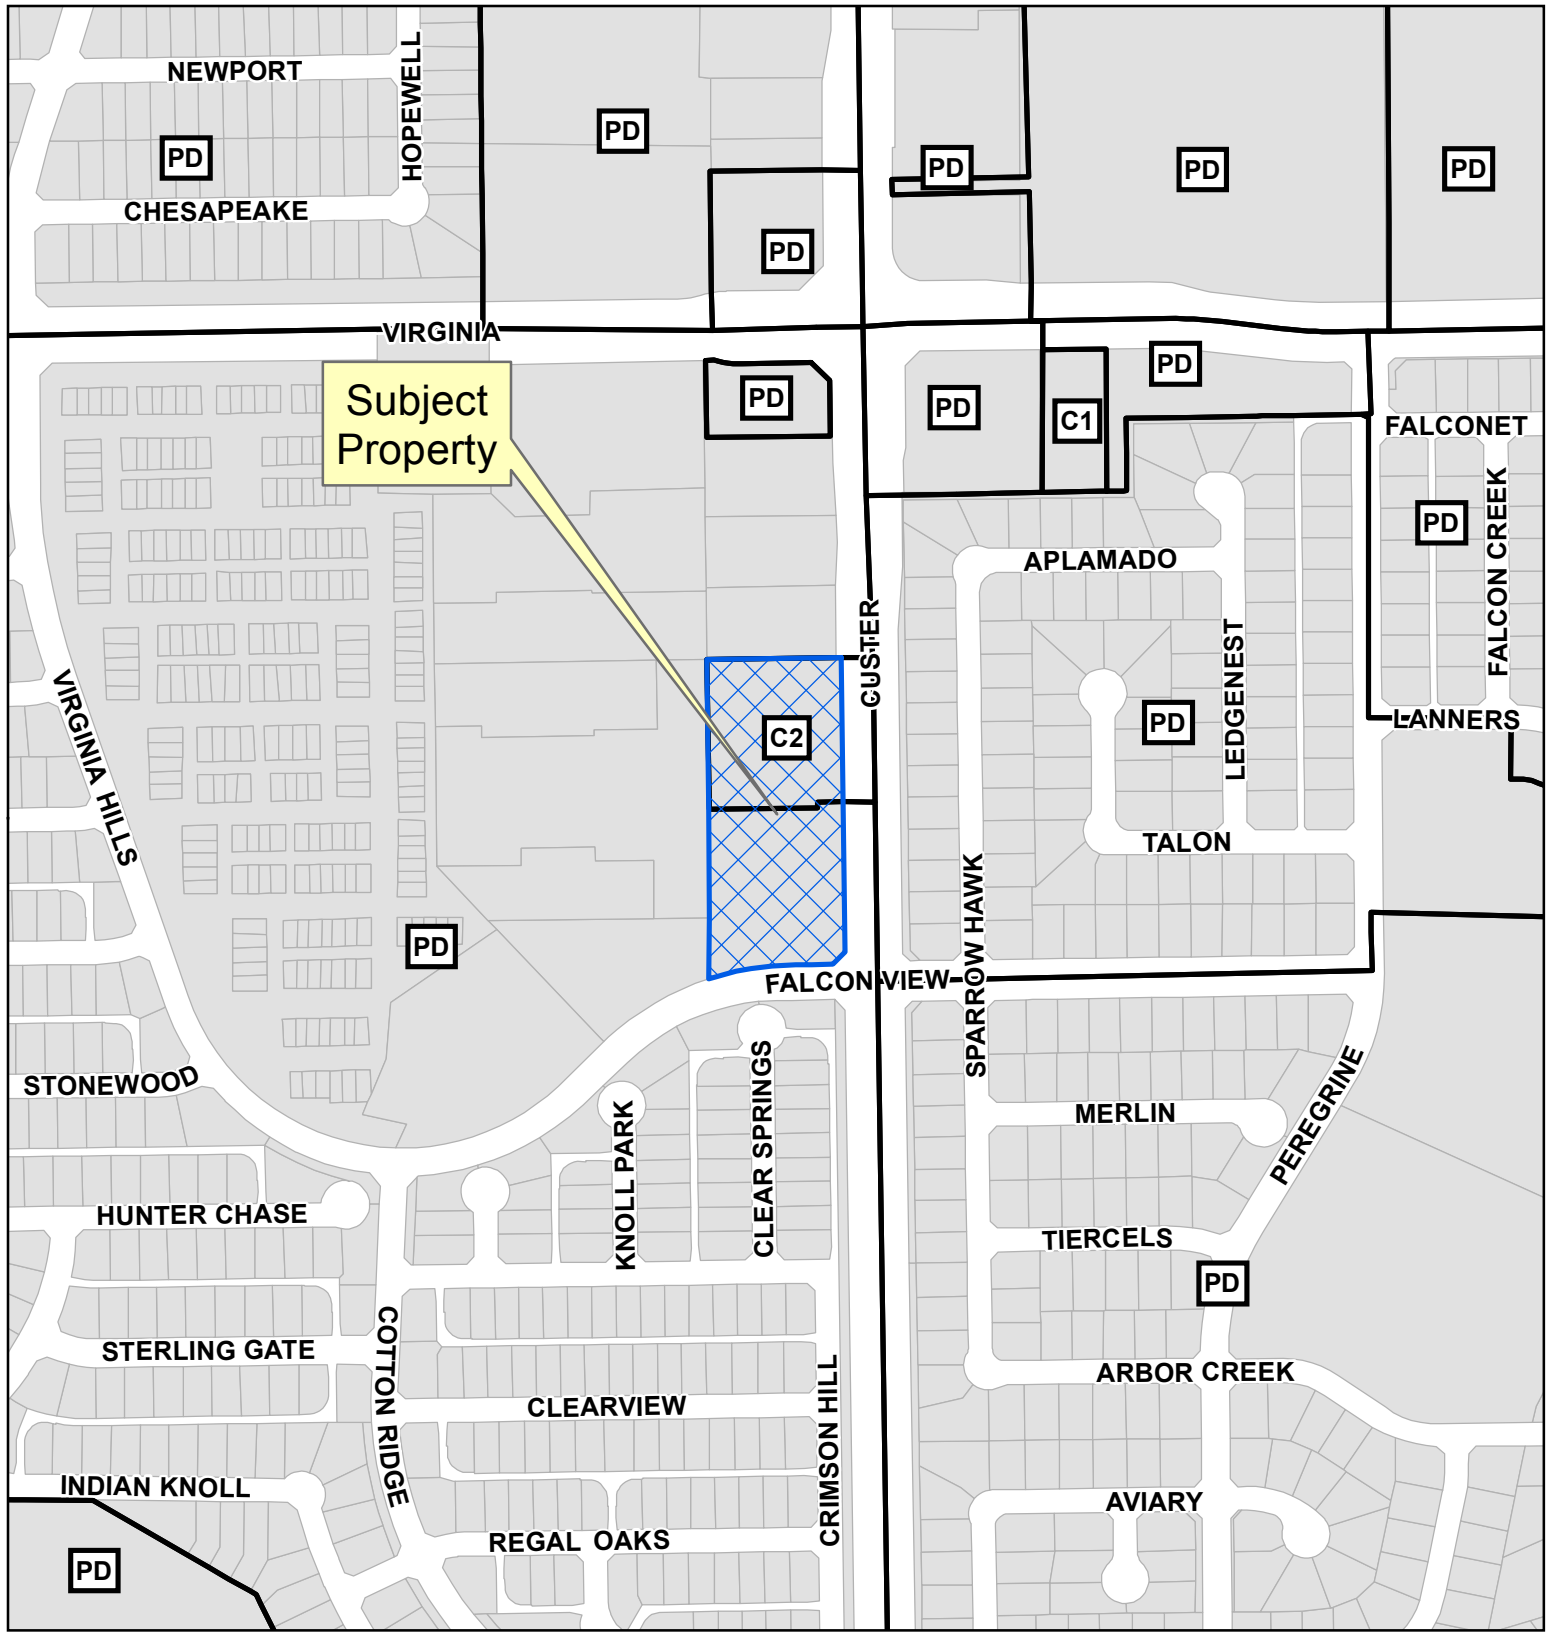 NEWPORT
HOPEWELL
PD
PD
PD
PD
PD
CHESAPEAKE
PD
VIRGINIA
PD
Subject
Property
PD
PD
C1
FALCONET
FALCON CREEK
PD
APLAMADO
CUSTER
LEDGENEST
VIRGINIA HILLS
C2
PD
LANNERS
TALON
SPARROW HAWK
PD
FALCON VIEW
STONEWOOD
CLEAR SPRINGS
KNOLL PARK
MERLIN
PEREGRINE
HUNTER CHASE
TIERCELS
PD
STERLING GATE
COTTON RIDGE
ARBOR CREEK
CLEARVIEW
CRIMSON HILL
INDIAN KNOLL
AVIARY
REGAL OAKS
PD